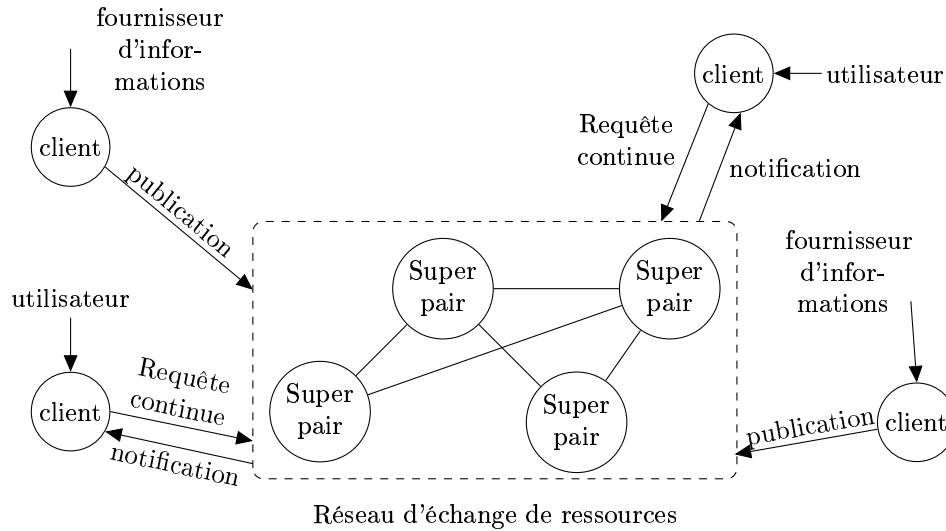 fournisseur
d'infor-
mations
client
publication
client
utilisateur
Requête
continue
notification
utilisateur
client
Requête
continue
notification
Super
pair
Super
pair
Super
pair
Super
pair
fournisseur
d'infor-
mations
client
publication
Réseau d'échange de ressources